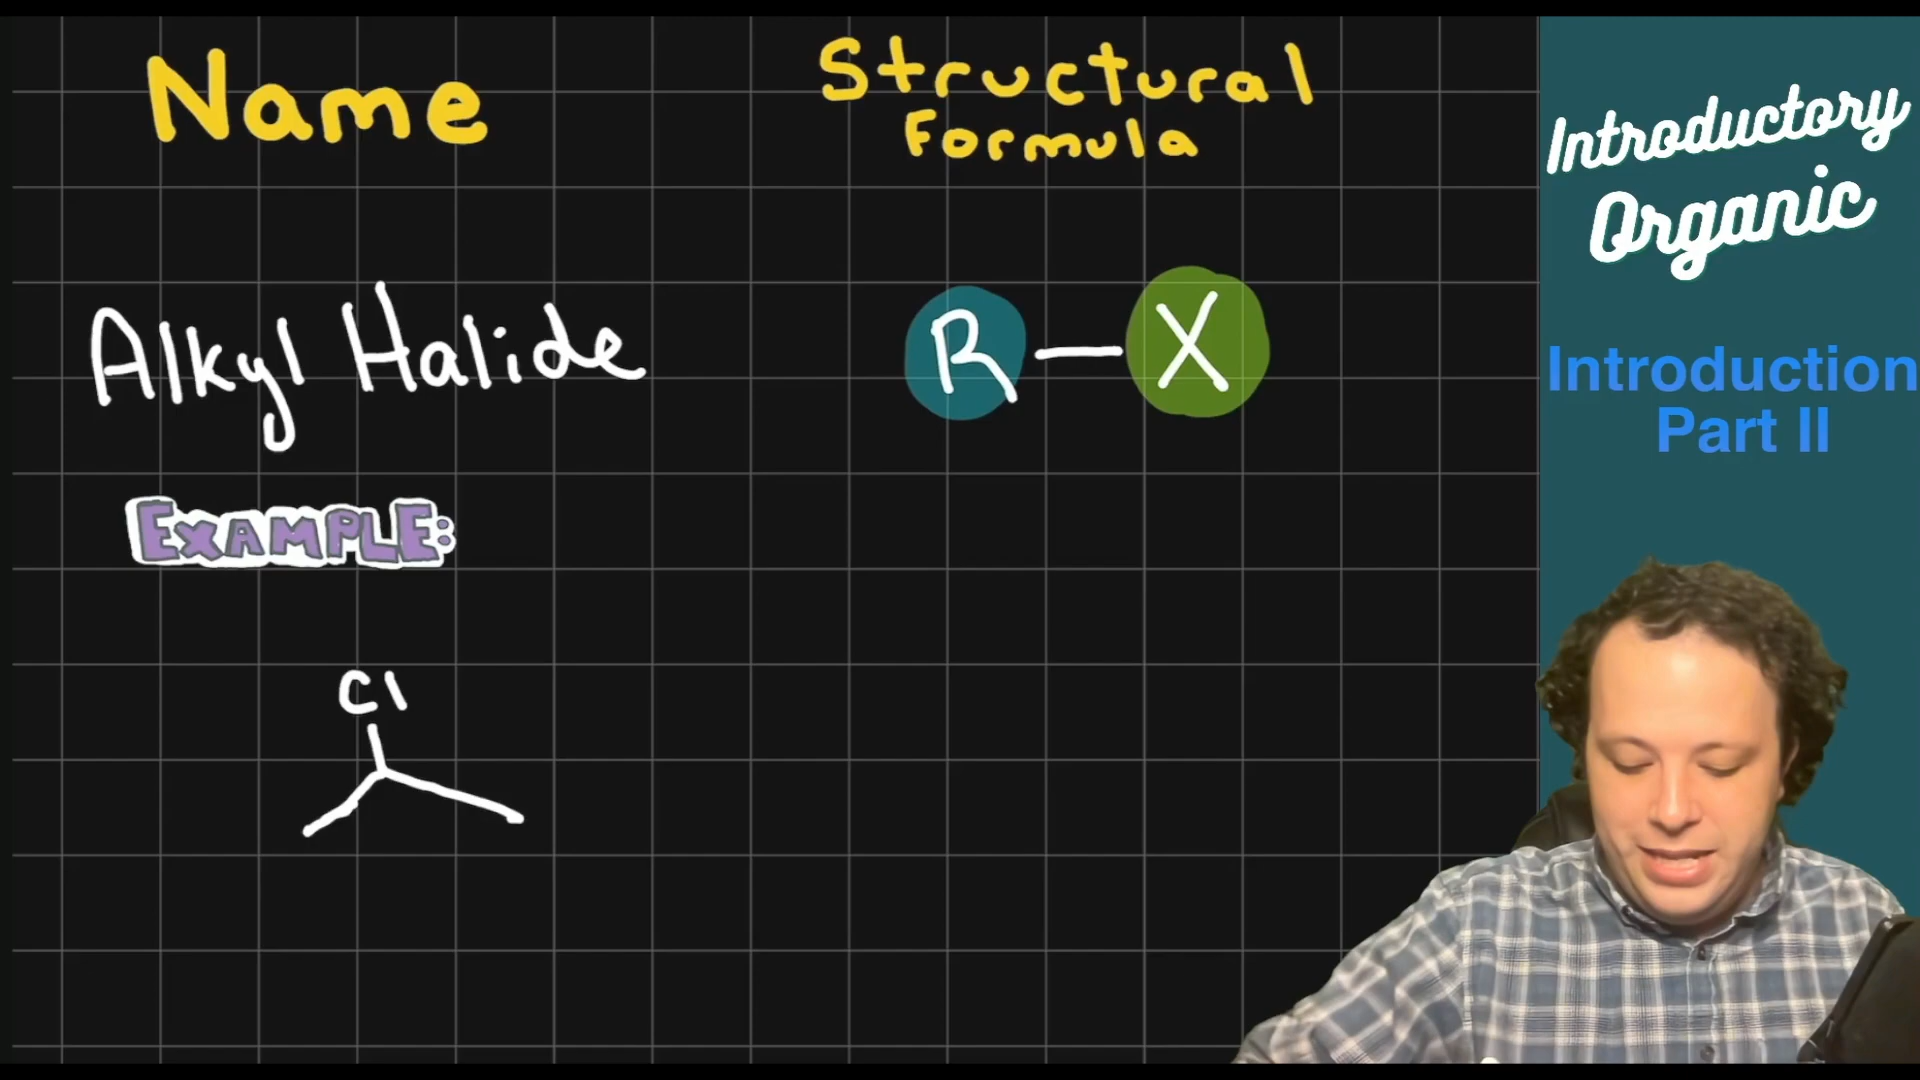 Name
Structural
Formula
Alkyl Halide
R — X
EXAMPLE:
Cl
Introductory
Organic
Introduction
Part II